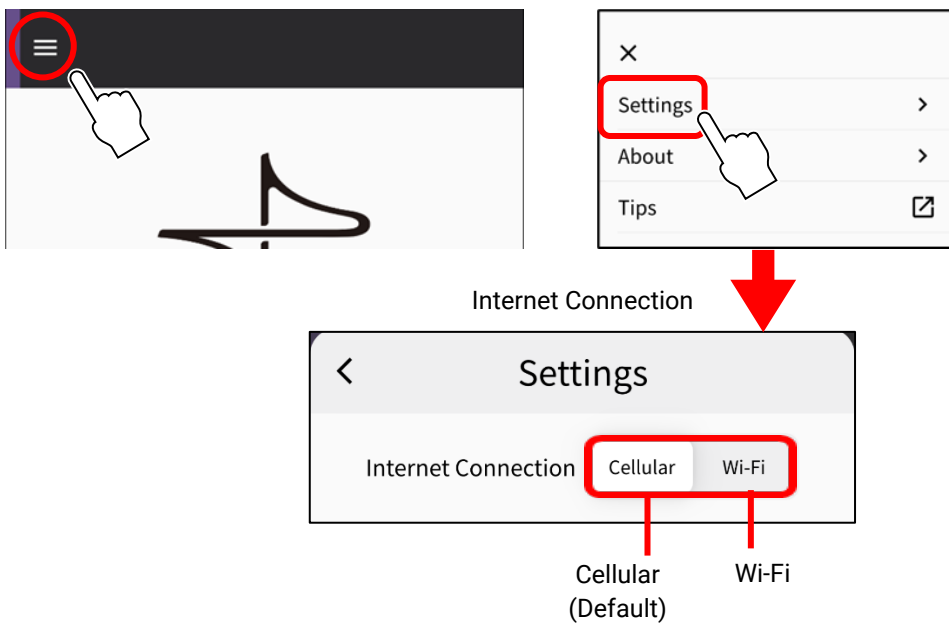 Settings
About
Tips
Internet Connection
Settings
Internet Connection Cellular Wi-Fi
Cellular Wi-Fi
(Default)